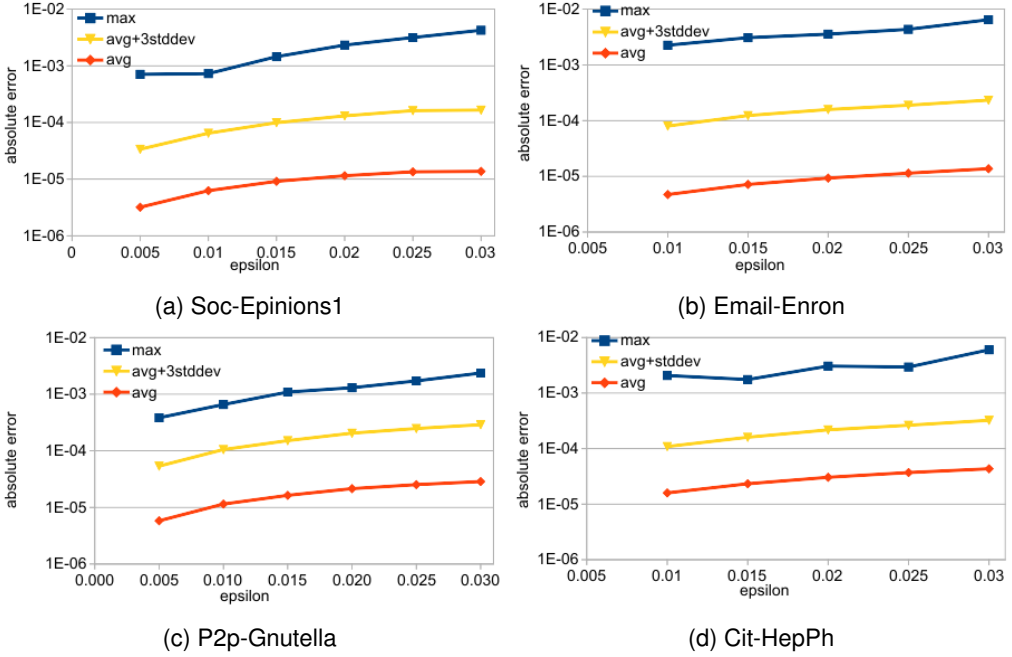 1E-02
1E-03
1E-04
1E-05
1E-06
absolute error
max
avg+3stddev
avg
0 0.005 0.01 0.015 0.02 0.025 0.03
epsilon
(a) Soc-Epinions1
1E-02
1E-03
1E-04
1E-05
1E-06
absolute error
max
avg+3stddev
avg
0.005 0.01 0.015 0.02 0.025 0.03
epsilon
(b) Email-Enron
1E-02
1E-03
1E-04
1E-05
1E-06
absolute error
max
avg+3stddev
avg
0.000 0.005 0.010 0.015 0.020 0.025 0.030
epsilon
(c) P2p-Gnutella
1E-02
1E-03
1E-04
1E-05
1E-06
absolute error
max
avg+stddev
avg
0.005 0.01 0.015 0.02 0.025 0.03
epsilon
(d) Cit-HepPh